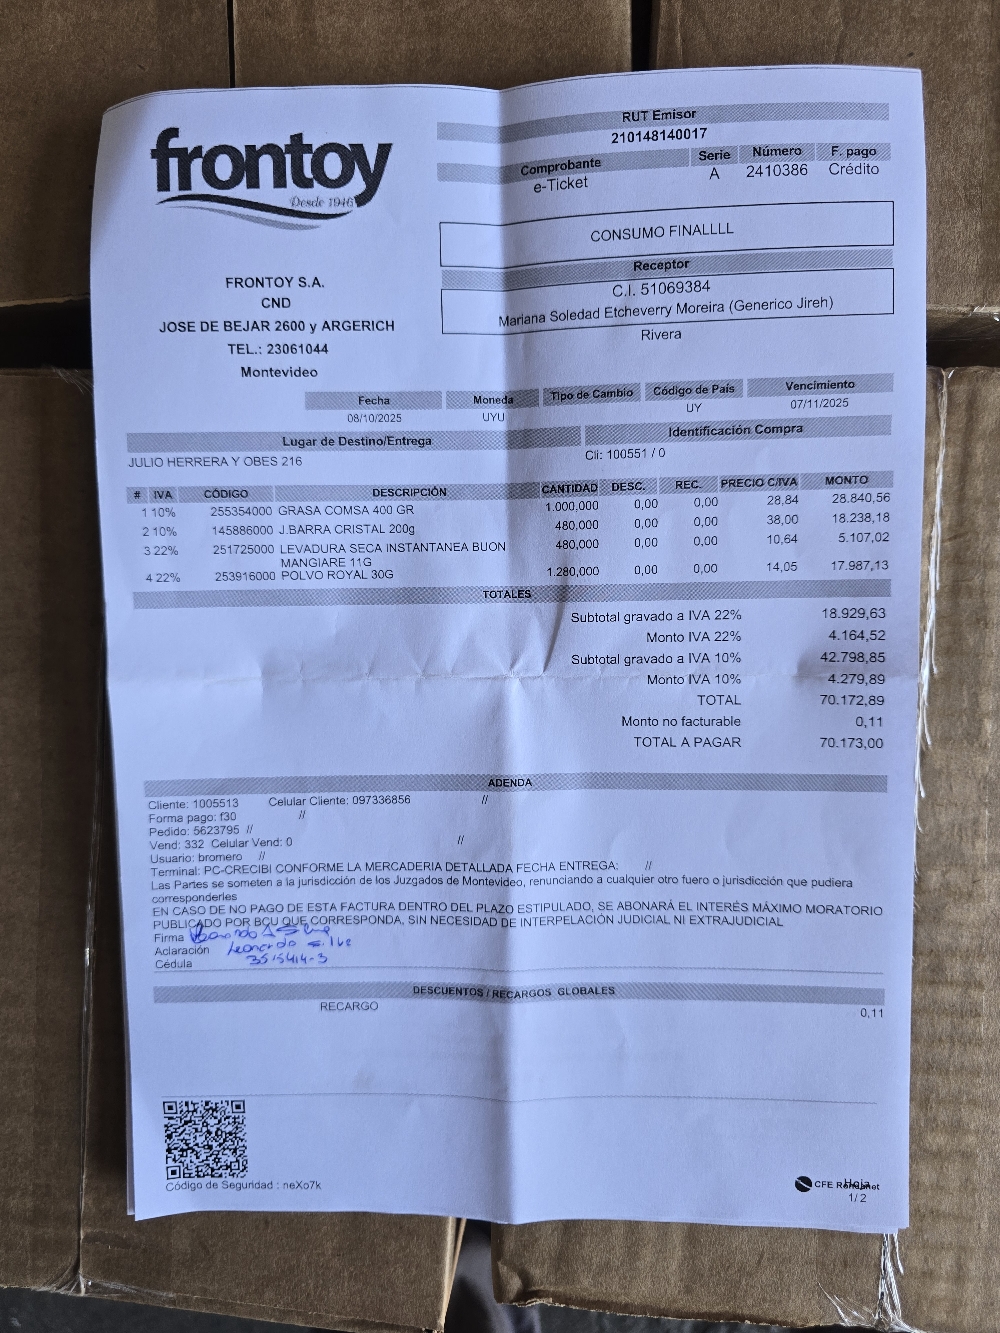 frontoy
Desde 1946
FRONTOY S.A.
CND
JOSE DE BEJAR 2600 y ARGERICH
TEL.: 23061044
Montevideo
RUT Emisor
210148140017
Comprobante Serie Número F. pago
e-Ticket A 2410386 Crédito
CONSUMO FINALLLL
Receptor
C.I. 51069384
Mariana Soledad Etcheverry Moreira (Generico Jireh)
Rivera
Fecha Moneda Tipo de Cambio Código de País Vencimiento
08/10/2025 UYU UY 07/11/2025
Lugar de Destino/Entrega Identificación Compra
JULIO HERRERA Y OBES 216 Cli: 100551 / 0
# IVA CÓDIGO DESCRIPCIÓN CANTIDAD DESC. REC. PRECIO C/IVA MONTO
1 10% 255354000 GRASA COMSA 400 GR 1.000,000 0,00 0,00 28,84 28.840,56
2 10% 145886000 J.BARRA CRISTAL 200g 480,000 0,00 0,00 38,00 18.238,18
3 22% 251725000 LEVADURA SECA INSTANTANEA BUON 480,000 0,00 0,00 10,64 5.107,02
MANGIARE 11G
4 22% 253916000 POLVO ROYAL 30G 1.280,000 0,00 0,00 14,05 17.987,13
TOTALES
Subtotal gravado a IVA 22% 18.929,63
Monto IVA 22% 4.164,52
Subtotal gravado a IVA 10% 42.798,85
Monto IVA 10% 4.279,89
TOTAL 70.172,89
Monto no facturable 0,11
TOTAL A PAGAR 70.173,00
ADENDA
Cliente: 1005513 Celular Cliente: 097336856 //
Forma pago: f30 //
Pedido: 5623795 //
Vend: 332 Celular Vend: 0 //
Usuario: bromero //
Terminal: PC-CRECIBI CONFORME LA MERCADERIA DETALLADA FECHA ENTREGA: //
Las Partes se someten a la jurisdicción de los Juzgados de Montevideo, renunciando a cualquier otro fuero o jurisdicción que pudiera
corresponderles
EN CASO DE NO PAGO DE ESTA FACTURA DENTRO DEL PLAZO ESTIPULADO, SE ABONARÁ EL INTERÉS MÁXIMO MORATORIO
PUBLICADO POR BCU QUE CORRESPONDA, SIN NECESIDAD DE INTERPELACIÓN JUDICIAL NI EXTRAJUDICIAL
Firma
Aclaración Leonardo
Cédula
DESCUENTOS / RECARGOS GLOBALES
RECARGO 0,11
Código de Seguridad : neXo7k
CFE Rondanet
Hoja
1/ 2